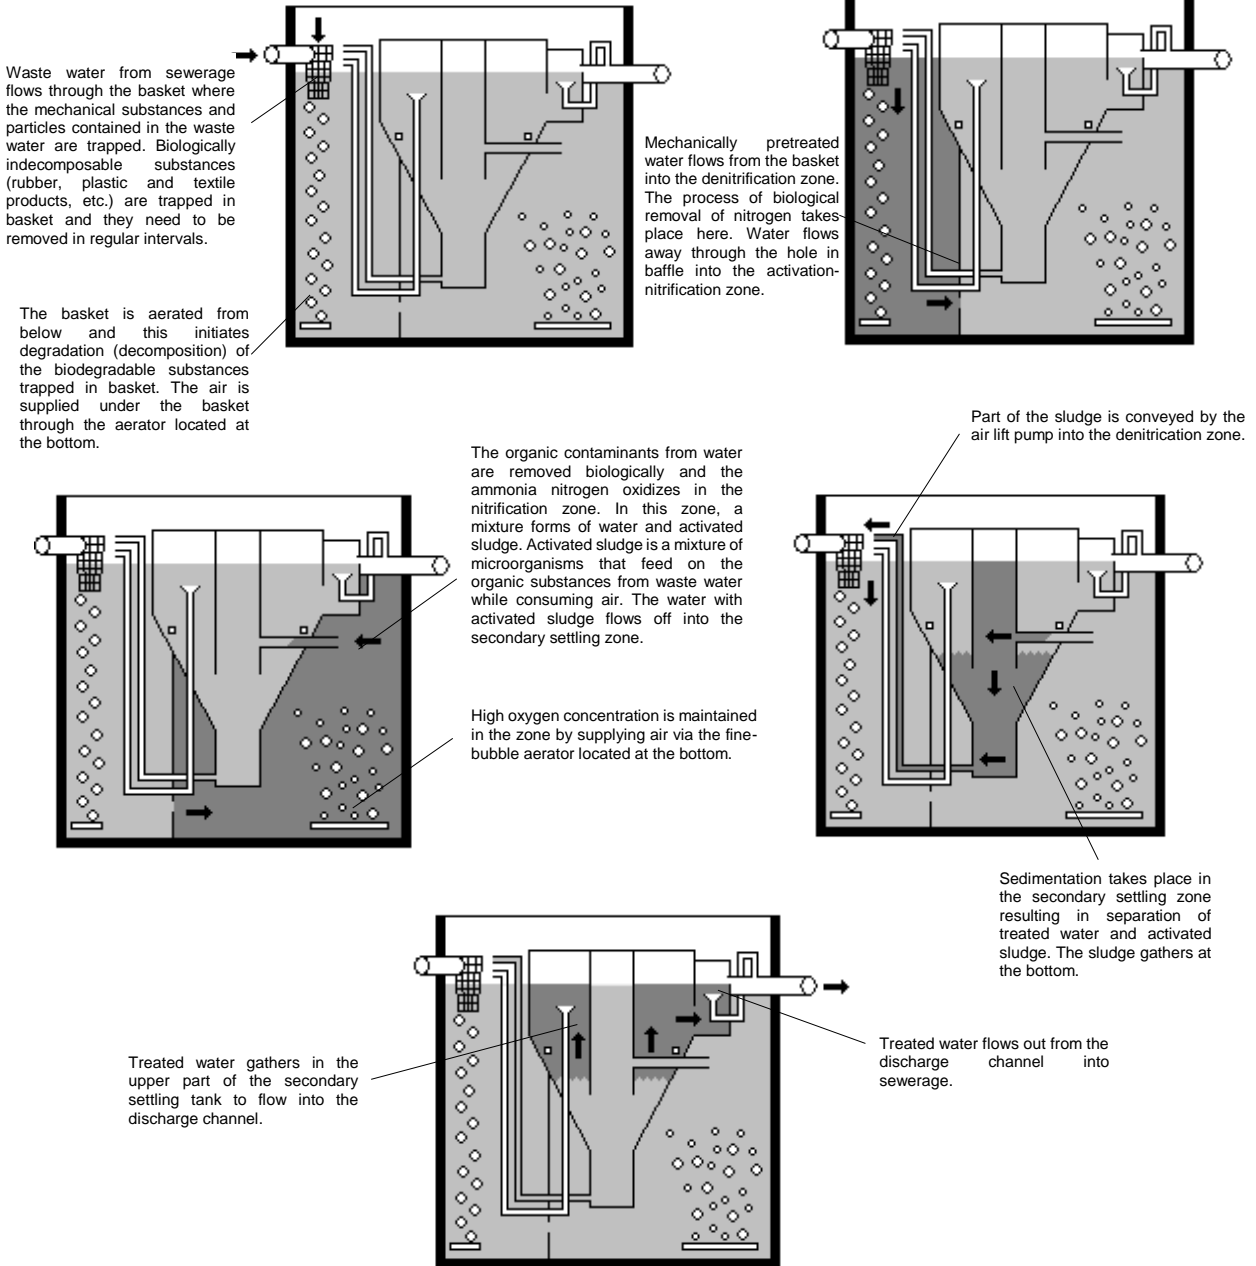 Waste water from sewerage
flows through the basket where
the mechanical substances and
particles contained in the waste
water are trapped. Biologically
indecomposable substances
(rubber, plastic and textile
products, etc.) are trapped in
basket and they need to be
removed in regular intervals.
The basket is aerated from
below and this initiates
degradation (decomposition) of
the biodegradable substances
trapped in basket. The air is
supplied under the basket
through the aerator located at
the bottom.
Mechanically pretreated
water flows from the basket
into the denitrification zone.
The process of biological
removal of nitrogen takes
place here. Water flows
away through the hole in
baffle into the activation-
nitrification zone.
The organic contaminants from water
are removed biologically and the
ammonia nitrogen oxidizes in the
nitrification zone. In this zone, a
mixture forms of water and activated
sludge. Activated sludge is a mixture of
microorganisms that feed on the
organic substances from waste water
while consuming air. The water with
activated sludge flows off into the
secondary settling zone.
High oxygen concentration is maintained
in the zone by supplying air via the fine-
bubble aerator located at the bottom.
Part of the sludge is conveyed by the
air lift pump into the denitrication zone.
Sedimentation takes place in
the secondary settling zone
resulting in separation of
treated water and activated
sludge. The sludge gathers at
the bottom.
Treated water gathers in the
upper part of the secondary
settling tank to flow into the
discharge channel.
Treated water flows out from the
discharge channel into
sewerage.